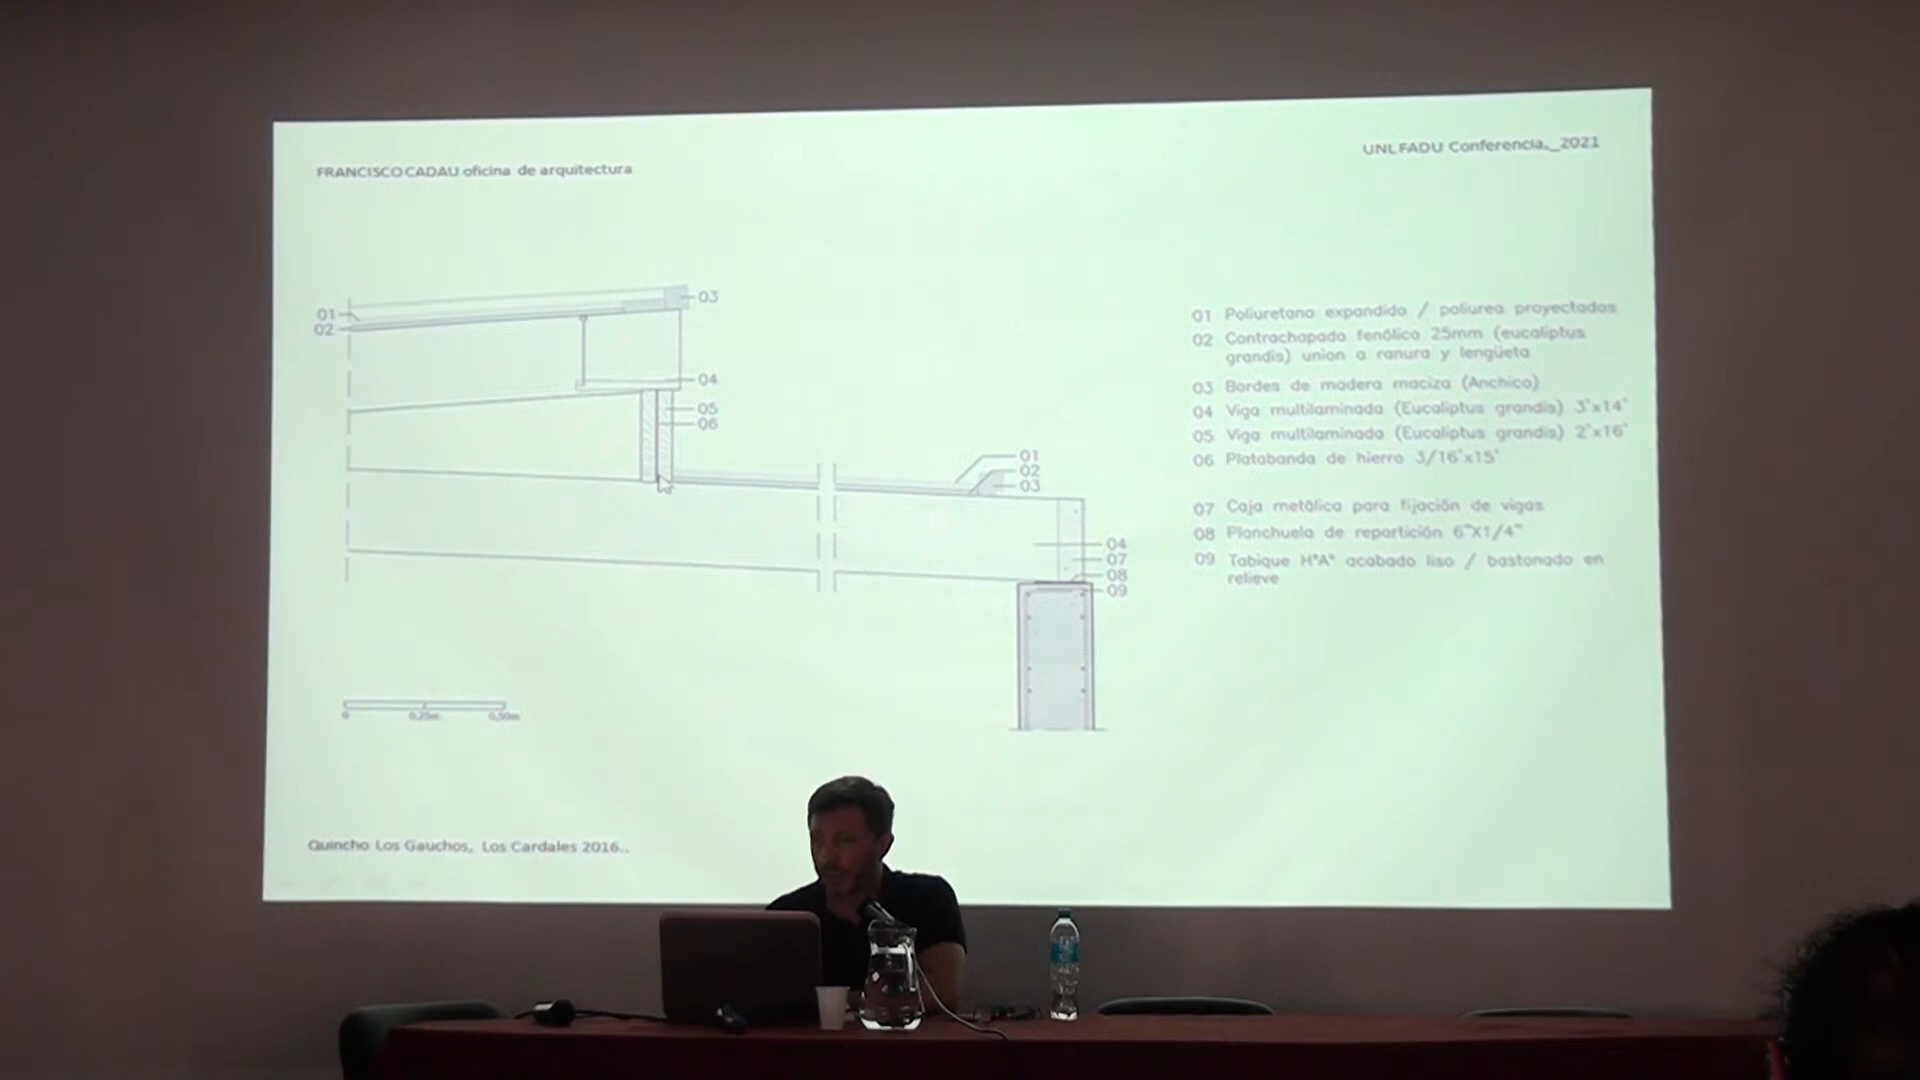 FRANCISCO CADAU oficina de arquitectura
UNL FADU Conferencia._2021
01
02
03
04
05
06
01
02
03
04
07
08
09
01 Poliuretano expandido / poliurea proyectados
02 Contrachapado fenólico 25mm (eucaliptus
grandis) union a ranura y lengüeta
03 Bordes de madera maciza (Anchico)
04 Viga multilaminada (Eucaliptus grandis) 3"x14"
05 Viga multilaminada (Eucaliptus grandis) 2"x16"
06 Platabanda de hierro 3/16"x15"
07 Caja metálica para fijación de vigas
08 Planchuela de repartición 6"X1/4"
09 Tabique H°A° acabado liso / bastonado en
relieve
0 0,25m 0,50m
Quincho Los Gauchos, Los Cardales 2016..